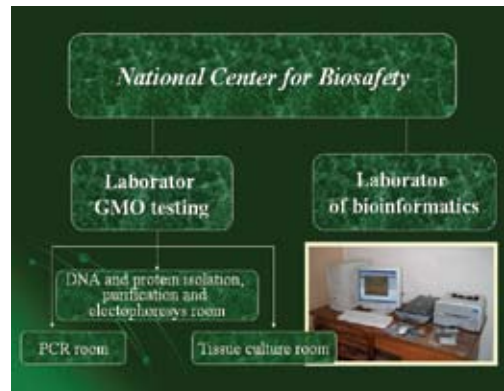 National Center for Biosafety
Laborator
GMO testing
Laborator
of bioinformatics
DNA and protein isolation,
purification and
electophoresys room
PCR room
Tissue culture room